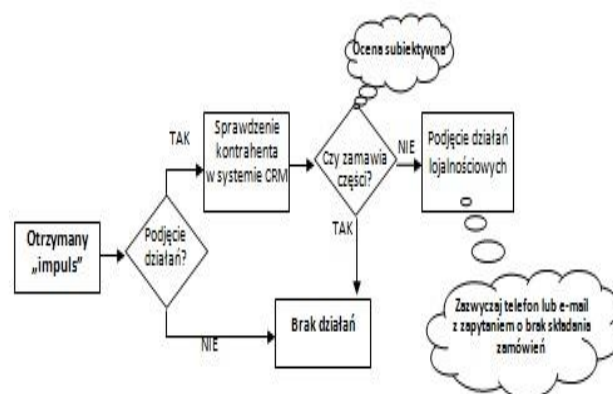 Ocena subiektywna
TAK
Sprawdzenie
kontrahenta
w systemie CRM
Czy zamawia
części?
NIE
Podjęcie działań
lojalnościowych
Otrzymany
„impuls”
Podjęcie
działań?
TAK
Brak działań
NIE
Zazwyczaj telefon lub e-mail
z zapytaniem o brak składania
zamówień